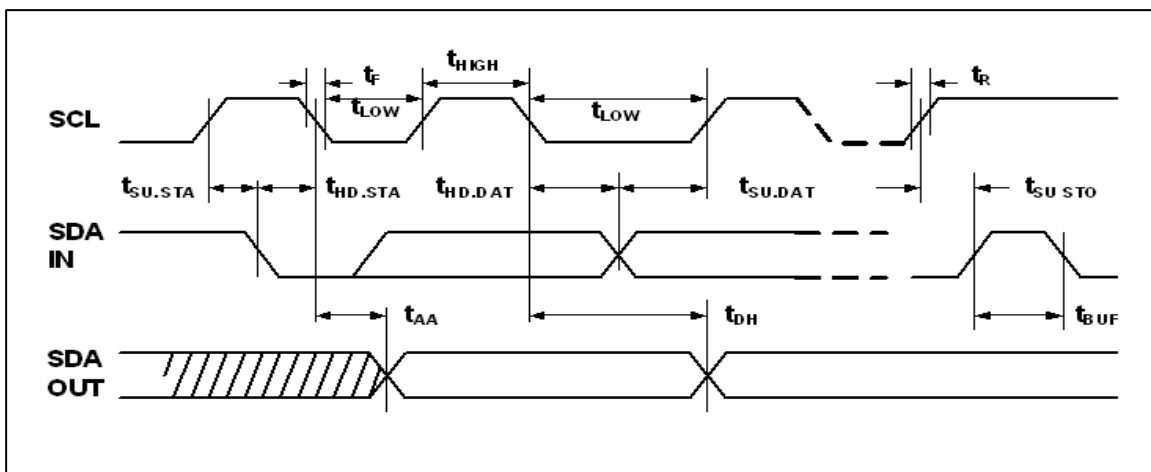 tF
tHIGH
tR
SCL
tLOW
tLOW
tSU.STA
tHD.STA
tHD.DAT
tSU.DAT
tSU STO
SDA
IN
tAA
tDH
tBUF
SDA
OUT